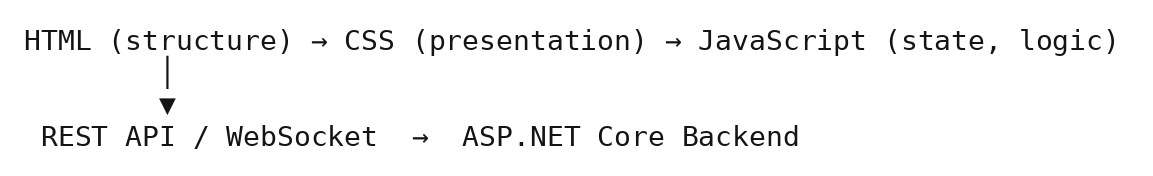 HTML (structure) → CSS (presentation) → JavaScript (state, logic)
│
▼
REST API / WebSocket → ASP.NET Core Backend